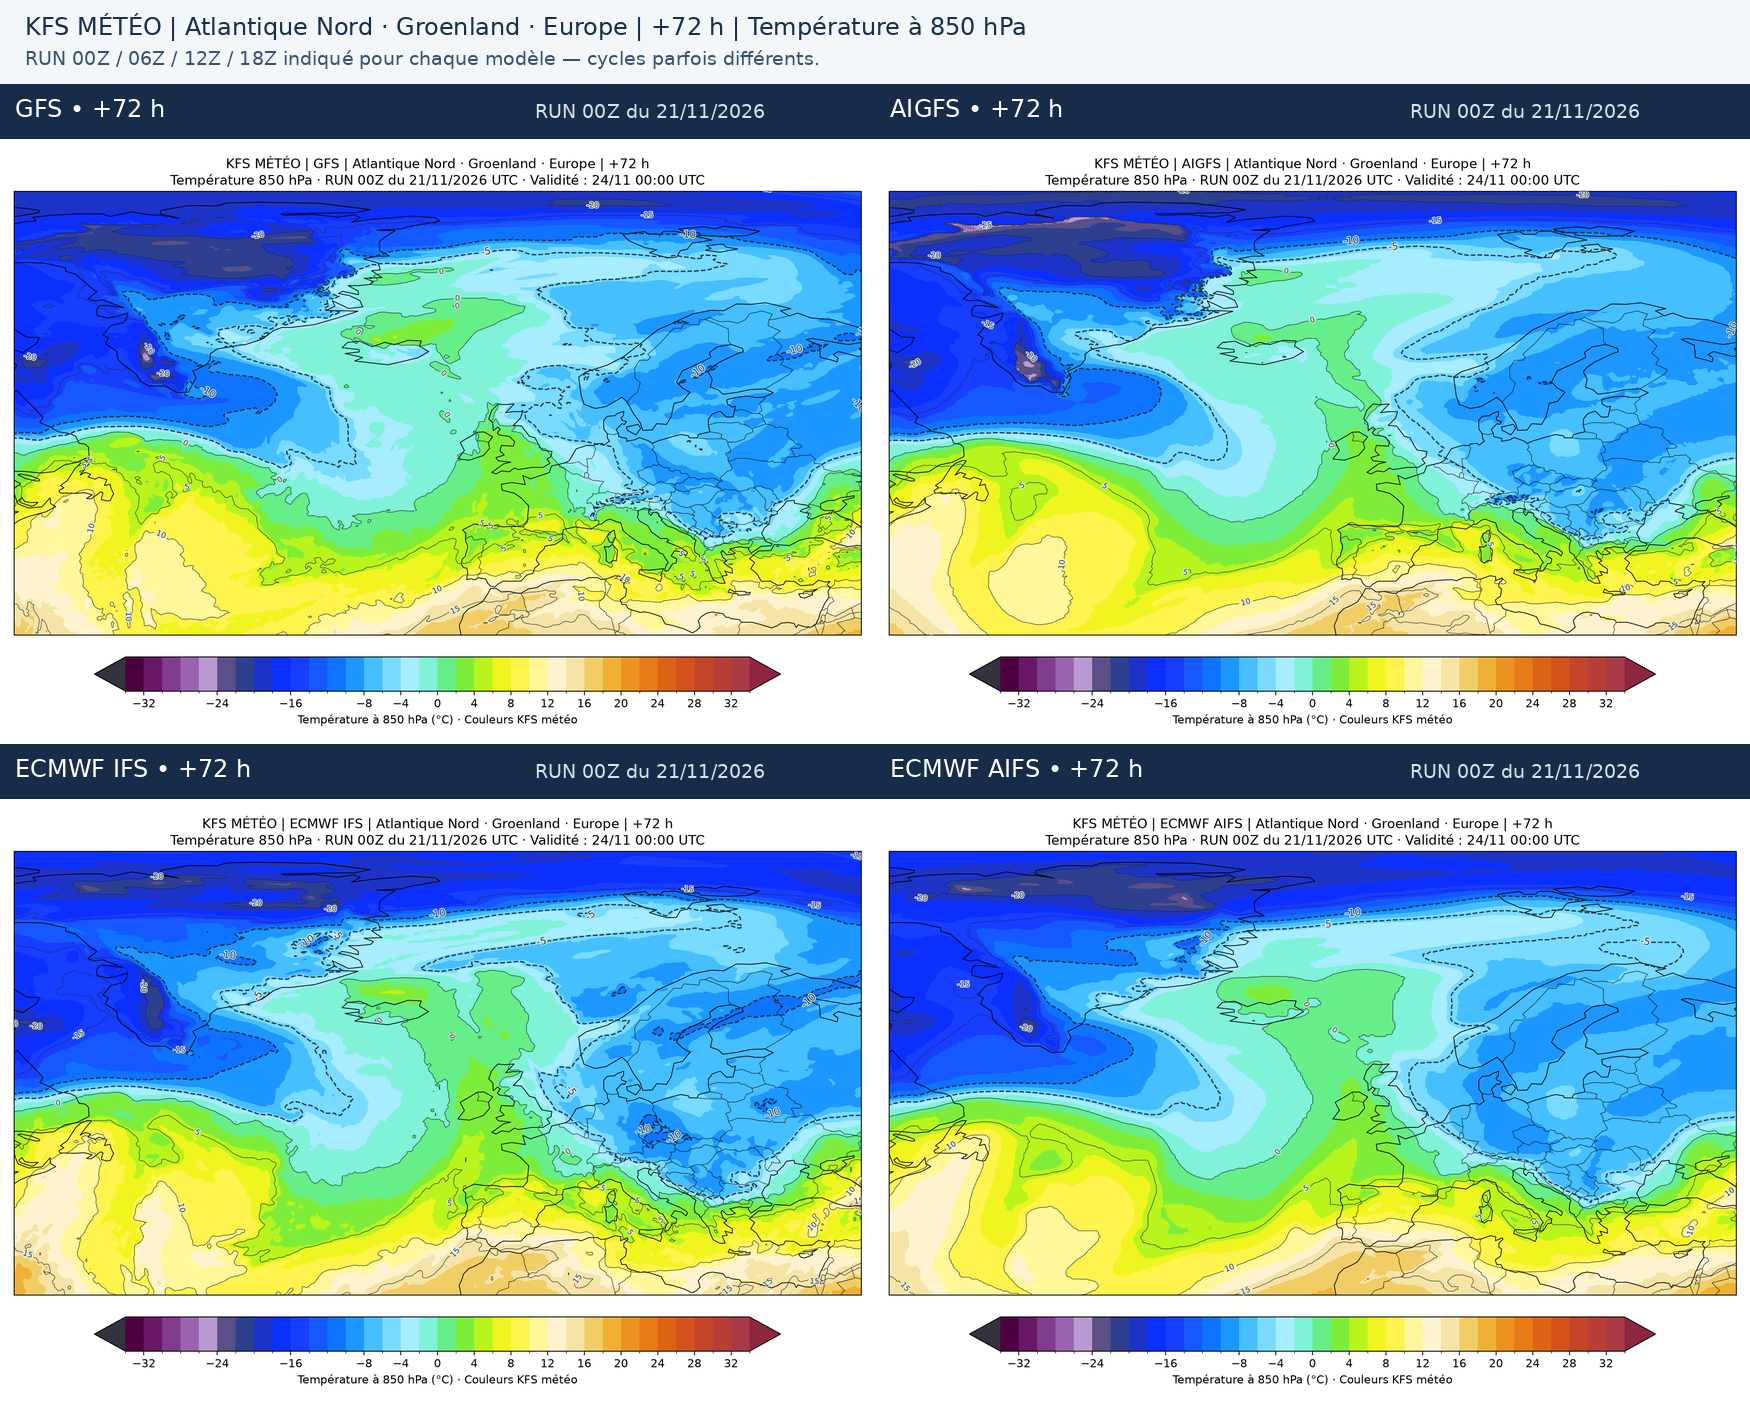 KFS MÉTÉO | Atlantique Nord · Groenland · Europe | +72 h | Température à 850 hPa
RUN 00Z / 06Z / 12Z / 18Z indiqué pour chaque modèle — cycles parfois différents.
GFS • +72 h
RUN 00Z du 21/11/2026
AIGFS • +72 h
RUN 00Z du 21/11/2026
KFS MÉTÉO | GFS | Atlantique Nord · Groenland · Europe | +72 h
Température 850 hPa · RUN 00Z du 21/11/2026 UTC · Validité : 24/11 00:00 UTC
KFS MÉTÉO | AIGFS | Atlantique Nord · Groenland · Europe | +72 h
Température 850 hPa · RUN 00Z du 21/11/2026 UTC · Validité : 24/11 00:00 UTC
−32 −24 −16 −8 −4 0 4 8 12 16 20 24 28 32
Température à 850 hPa (°C) · Couleurs KFS météo
−32 −24 −16 −8 −4 0 4 8 12 16 20 24 28 32
Température à 850 hPa (°C) · Couleurs KFS météo
ECMWF IFS • +72 h
RUN 00Z du 21/11/2026
ECMWF AIFS • +72 h
RUN 00Z du 21/11/2026
KFS MÉTÉO | ECMWF IFS | Atlantique Nord · Groenland · Europe | +72 h
Température 850 hPa · RUN 00Z du 21/11/2026 UTC · Validité : 24/11 00:00 UTC
KFS MÉTÉO | ECMWF AIFS | Atlantique Nord · Groenland · Europe | +72 h
Température 850 hPa · RUN 00Z du 21/11/2026 UTC · Validité : 24/11 00:00 UTC
−32 −24 −16 −8 −4 0 4 8 12 16 20 24 28 32
Température à 850 hPa (°C) · Couleurs KFS météo
−32 −24 −16 −8 −4 0 4 8 12 16 20 24 28 32
Température à 850 hPa (°C) · Couleurs KFS météo